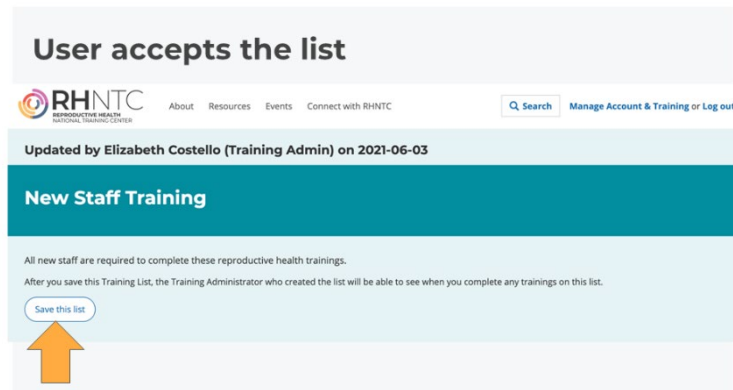 User accepts the list
RHNTC
REPRODUCTIVE HEALTH
NATIONAL TRAINING CENTER
About Resources Events Connect with RHNTC
Search
Manage Account & Training or Log out
Updated by Elizabeth Costello (Training Admin) on 2021-06-03
New Staff Training
All new staff are required to complete these reproductive health trainings.
After you save this Training List, the Training Administrator who created the list will be able to see when you complete any trainings on this list.
Save this list